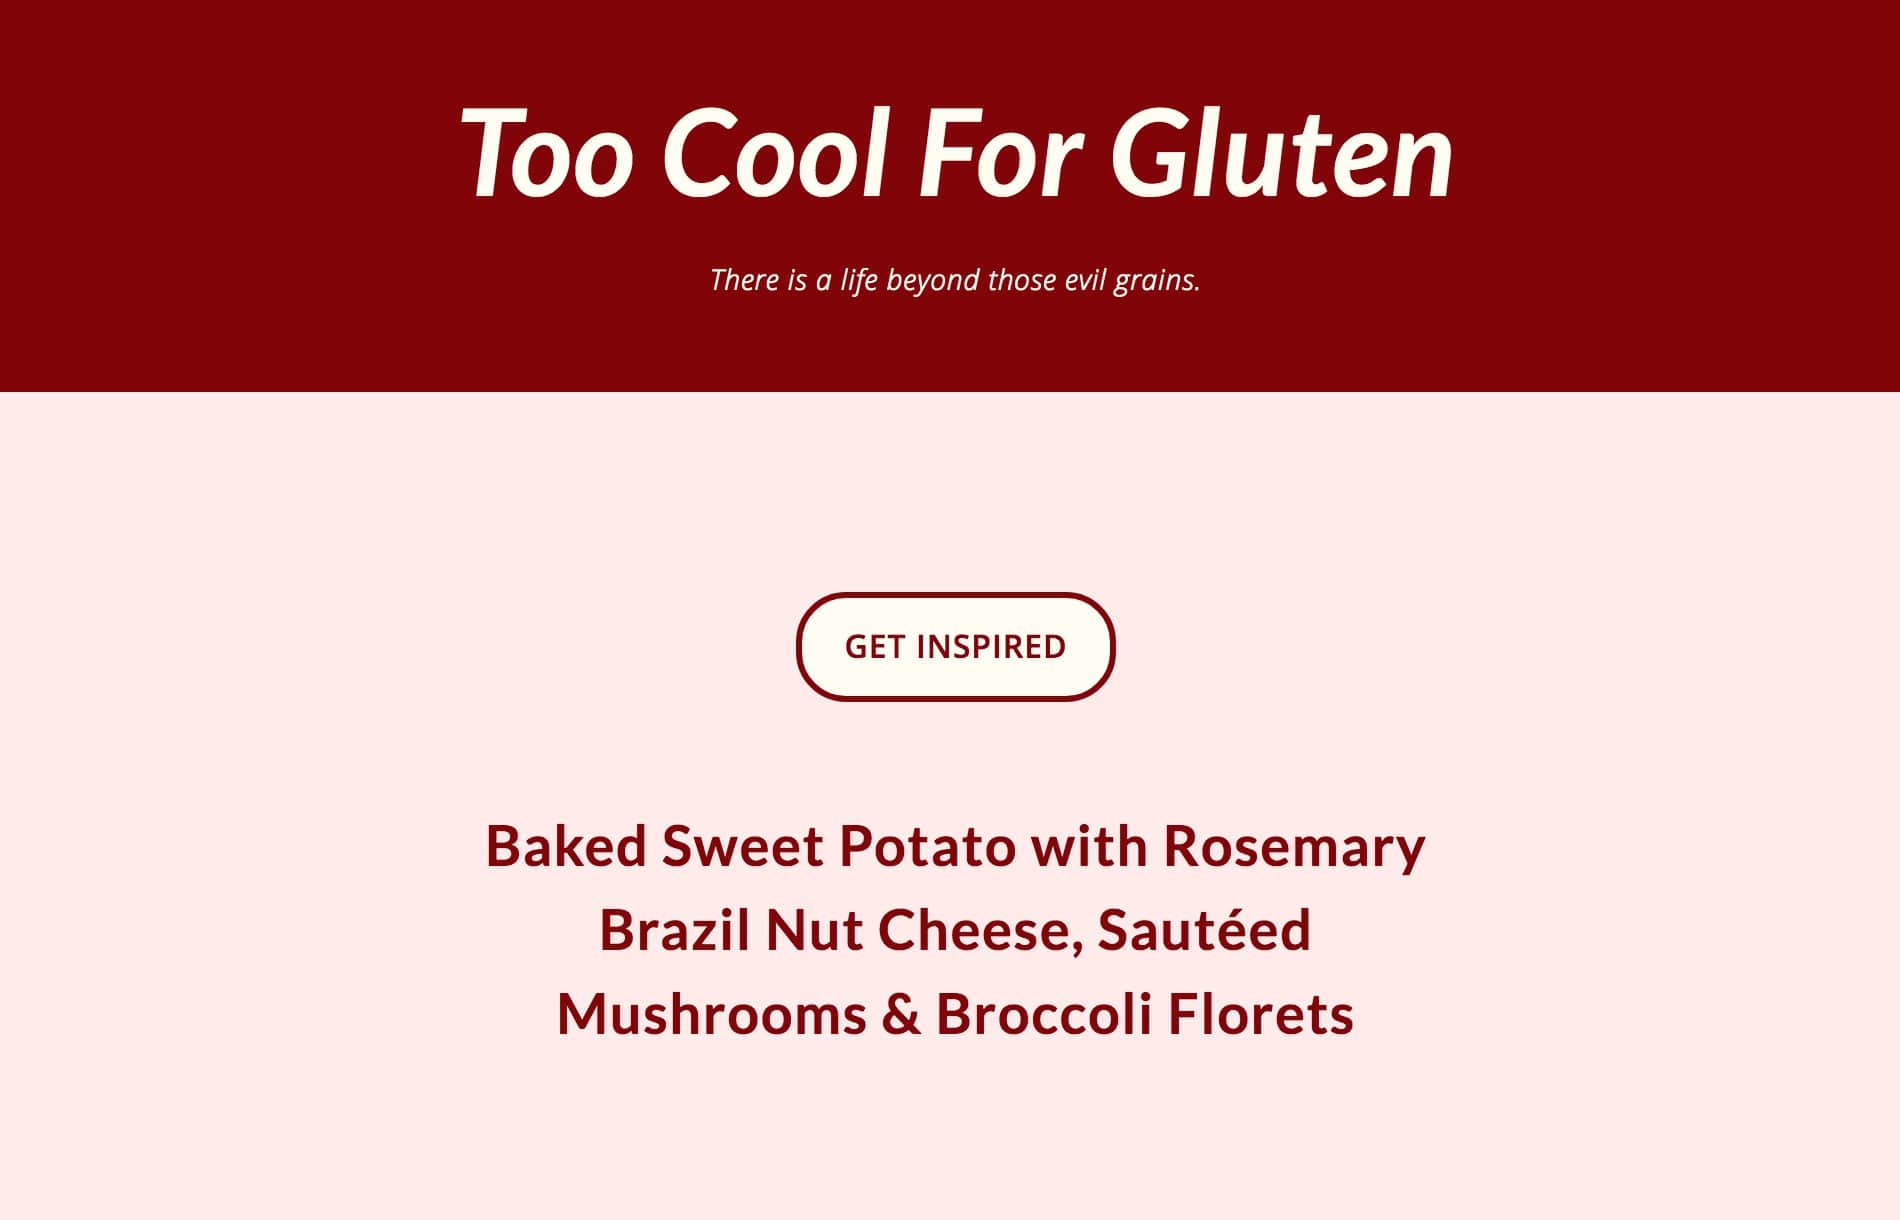 Too Cool For Gluten
There is a life beyond those evil grains.
GET INSPIRED
Baked Sweet Potato with Rosemary
Brazil Nut Cheese, Sautéed
Mushrooms & Broccoli Florets